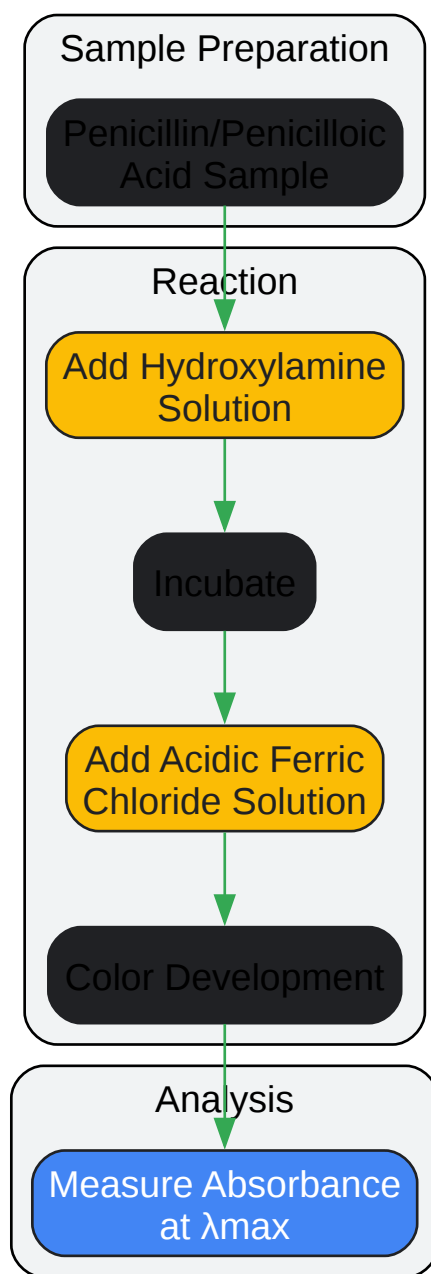 Sample Preparation
Penicillin/Penicilloic
Acid Sample
Reaction
Add Hydroxylamine
Solution
Incubate
Add Acidic Ferric
Chloride Solution
Color Development
Analysis
Measure Absorbance
at λmax